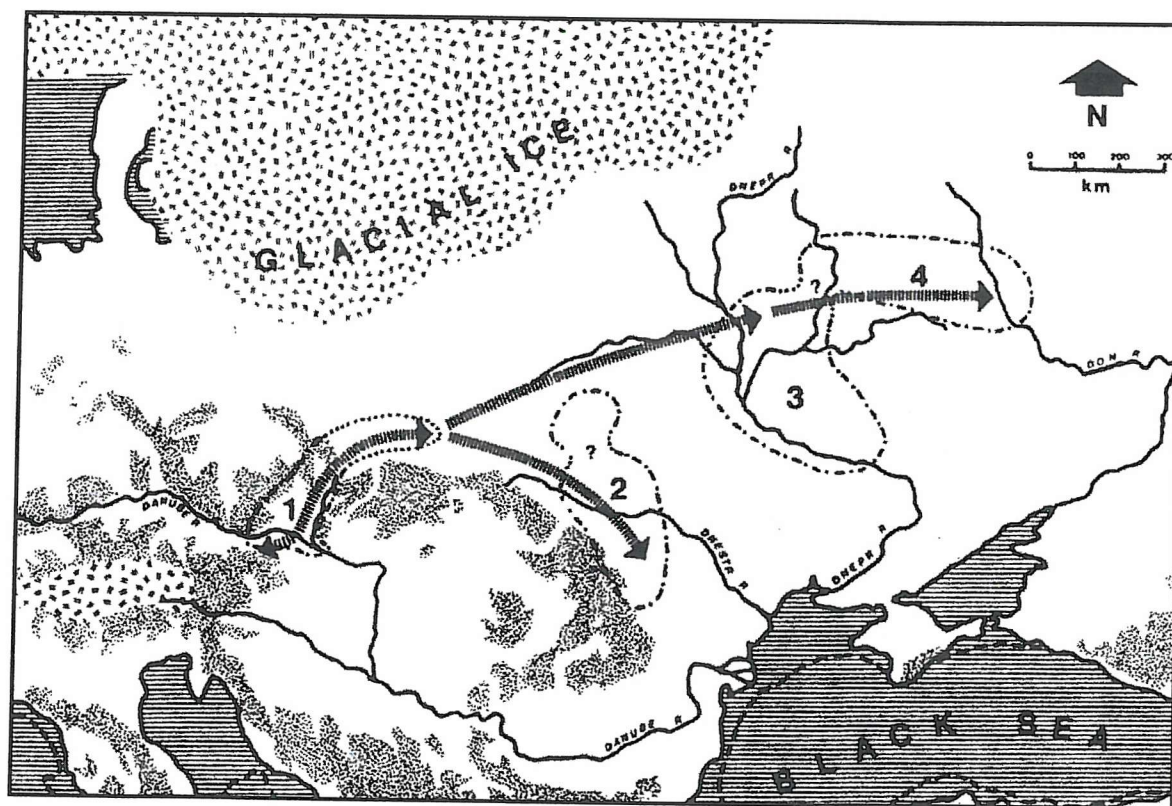 N
0 100 200 300
km
GLACIAL ICE
DNEPR R
4
?
DON R
3
?
2
1
DANUBE R
DNESTR R
DNEPR R
DANUBE R
BLACK SEA